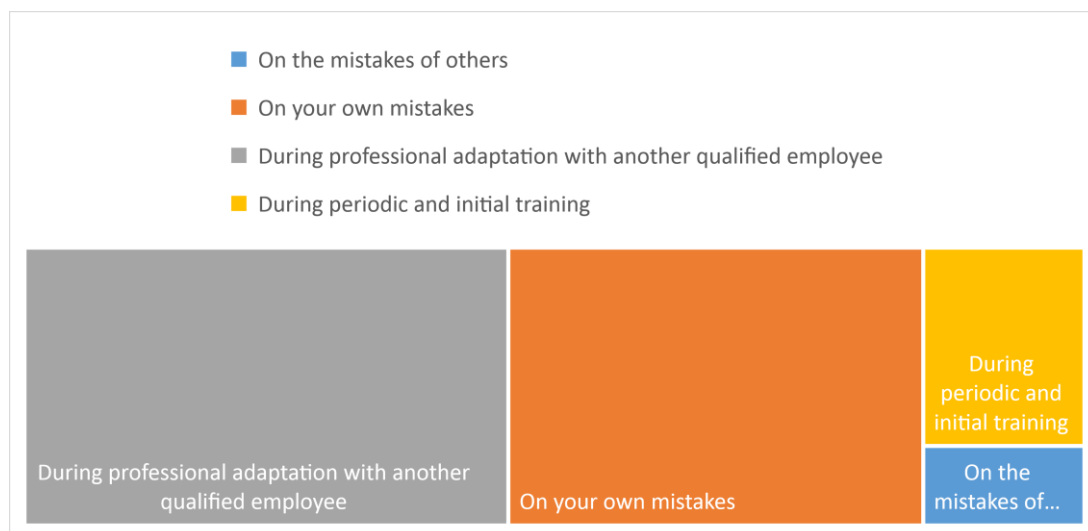 On the mistakes of others
On your own mistakes
During professional adaptation with another qualified employee
During periodic and initial training
During professional adaptation with another
qualified employee
On your own mistakes
During
periodic and
initial training
On the
mistakes of...